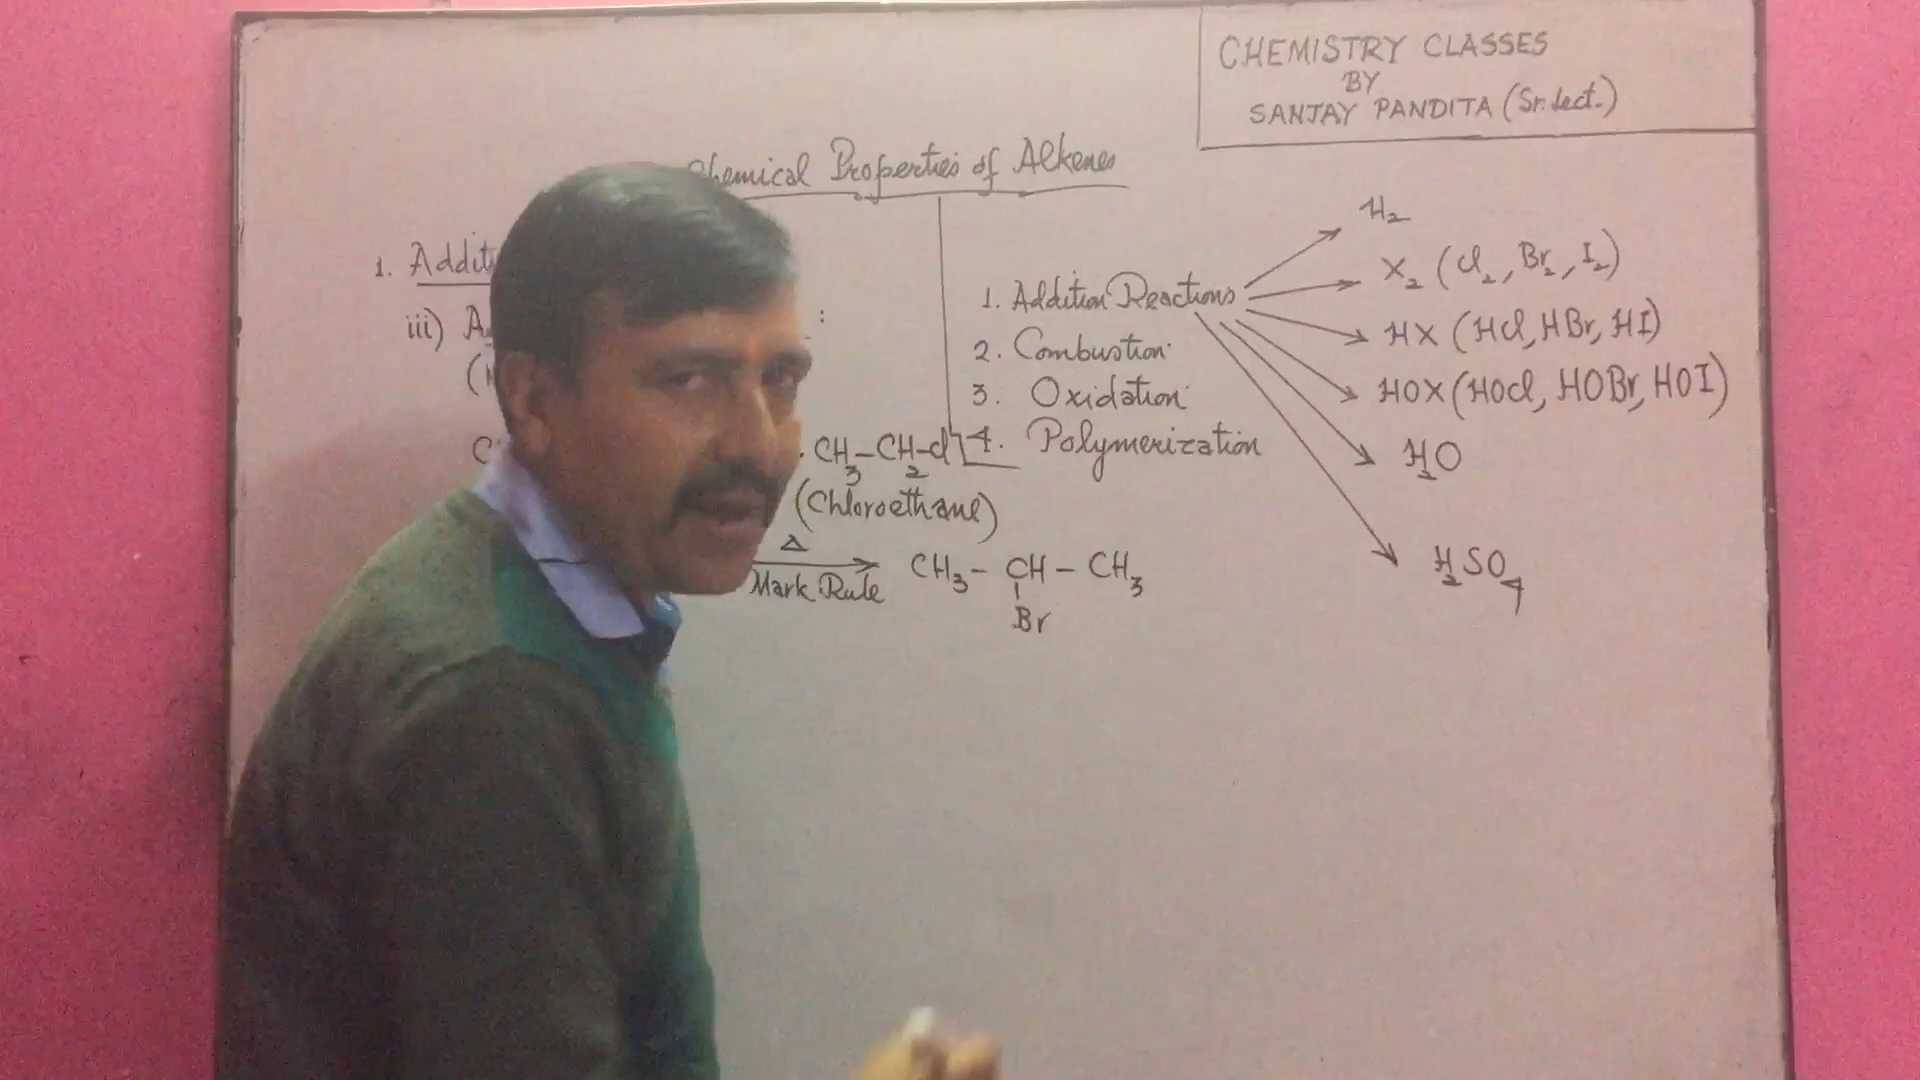 CHEMISTRY CLASSES
BY
SANJAY PANDITA (Sr. Lect.)
Chemical Properties of Alkenes
1.
iii)
:
CH3-CH2-Cl
(Chloroethane)
Δ
Mark. Rule
CH3- CH - CH3
Br
1. Addition Reactions
2. Combustion
3. Oxidation
4. Polymerization
H2
X2 (Cl2, Br2, I2)
HX (HCl, HBr, HI)
HOX (HOCl, HOBr, HOI)
H2O
H2SO4